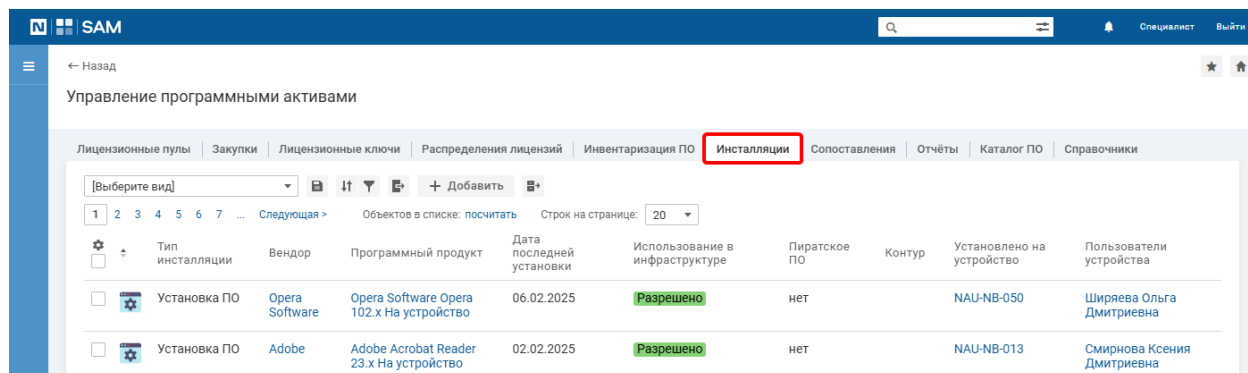 N SAM Специалист Выйти
← Назад
Управление программными активами
Лицензионные пулы Закупки Лицензионные ключи Распределения лицензий Инвентаризация ПО Инсталляции Сопоставления Отчёты Каталог ПО Справочники
[Выберите вид] + Добавить
1 2 3 4 5 6 7 ... Следующая > Объектов в списке: посчитать Строк на странице: 20
Тип инсталляции
Вендор
Программный продукт
Дата последней установки
Использование в инфраструктуре
Пиратское ПО
Контур
Установлено на устройство
Пользователи устройства
Установка ПО
Opera Software
Opera Software Opera 102.x На устройство
06.02.2025
Разрешено
нет
NAU-NB-050
Ширяева Ольга Дмитриевна
Установка ПО
Adobe
Adobe Acrobat Reader 23.x На устройство
02.02.2025
Разрешено
нет
NAU-NB-013
Смирнова Ксения Дмитриевна